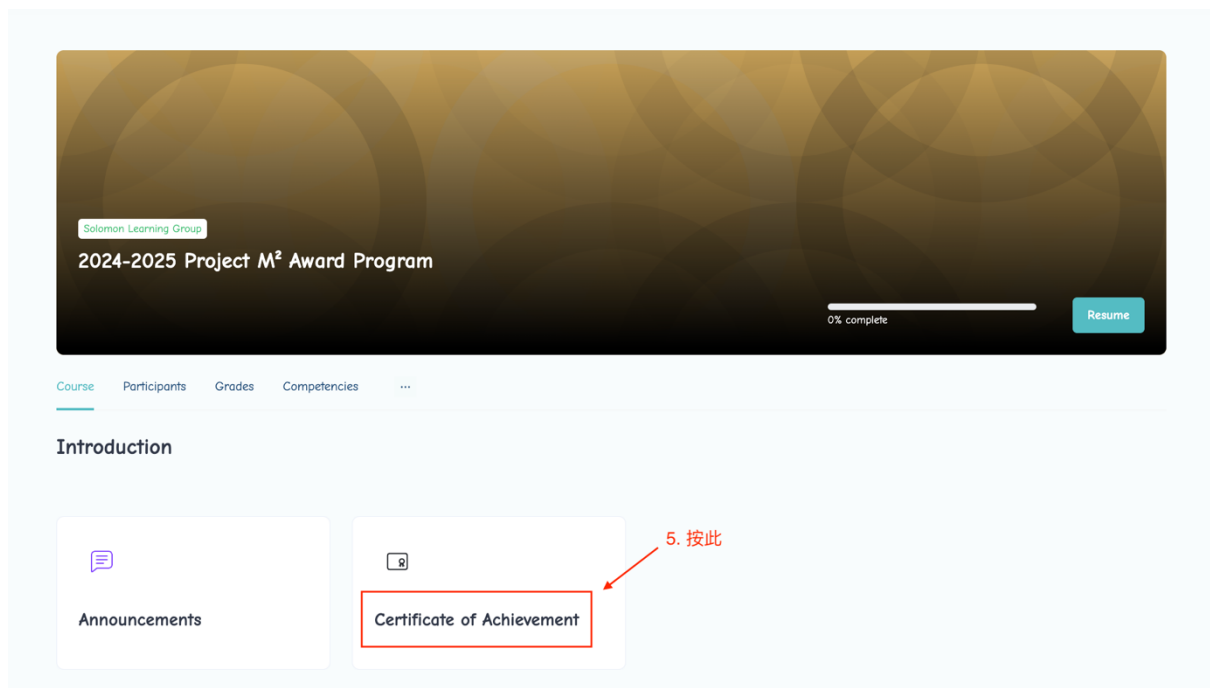 Solomon Learning Group
2024-2025 Project M² Award Program
0% complete
Resume
Course Participants Grades Competencies ...
Introduction
5. 按此
Announcements
Certificate of Achievement